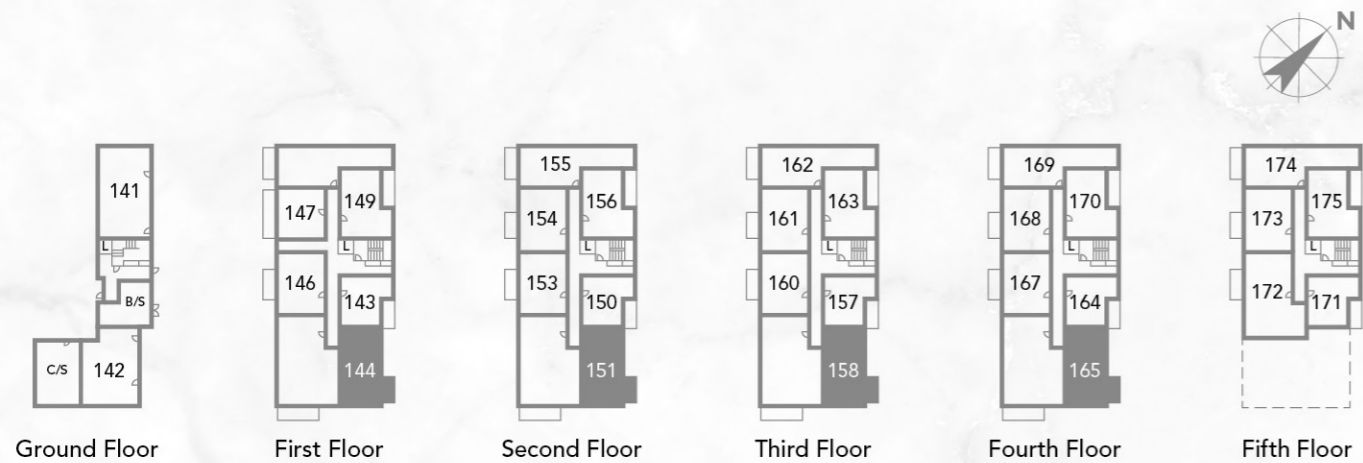 N
141
L
B/S
C/S
142
Ground Floor
147
149
L
146
143
144
First Floor
155
154
156
L
153
150
151
Second Floor
162
161
163
L
160
157
158
Third Floor
169
168
170
L
167
164
165
Fourth Floor
174
173
175
L
172
171
Fifth Floor